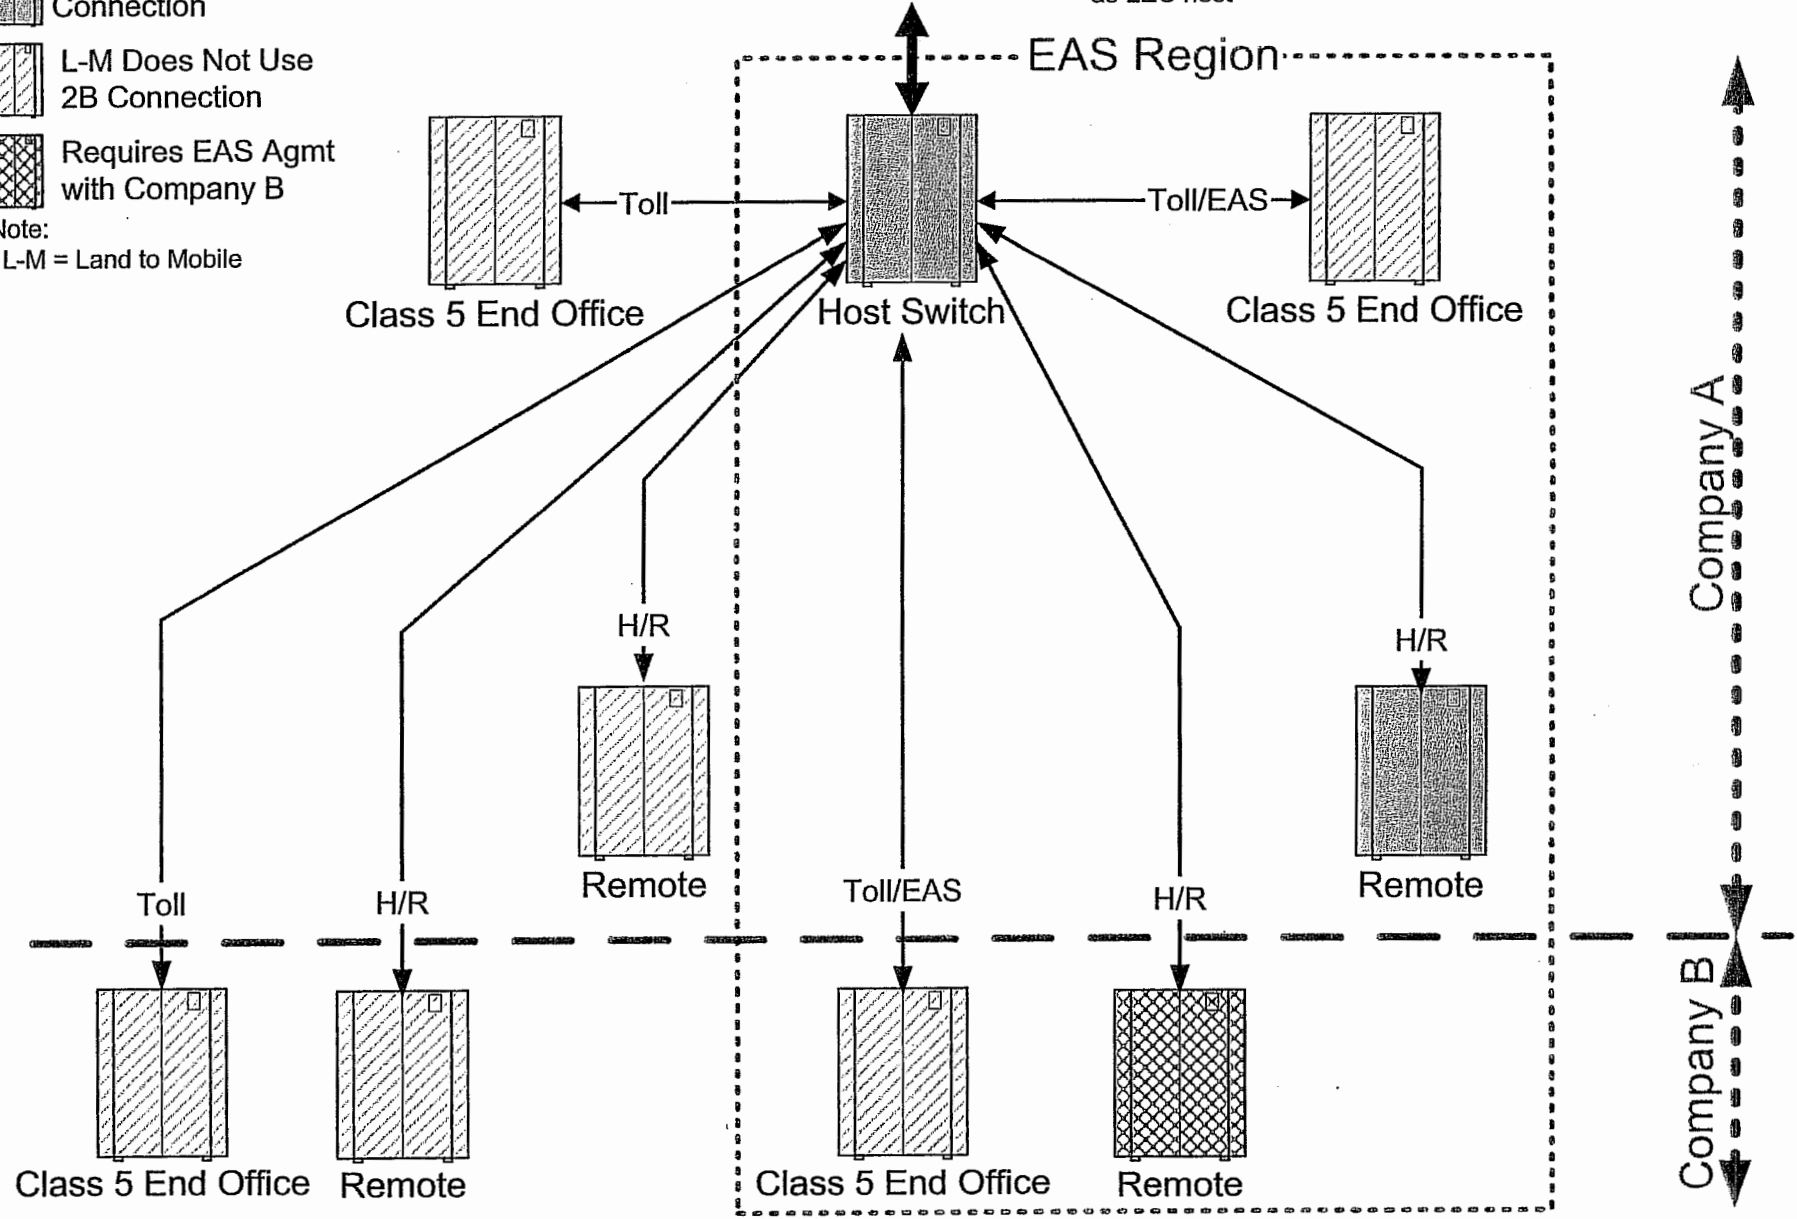 Connection
L-M Does Not Use
2B Connection
Requires EAS Agmt
with Company B
Note:
L-M = Land to Mobile
EAS Region
Toll
Toll/EAS
Class 5 End Office
Host Switch
Class 5 End Office
Company A
H/R
H/R
Remote
Remote
Toll
H/R
Toll/EAS
H/R
Company B
Class 5 End Office
Remote
Class 5 End Office
Remote